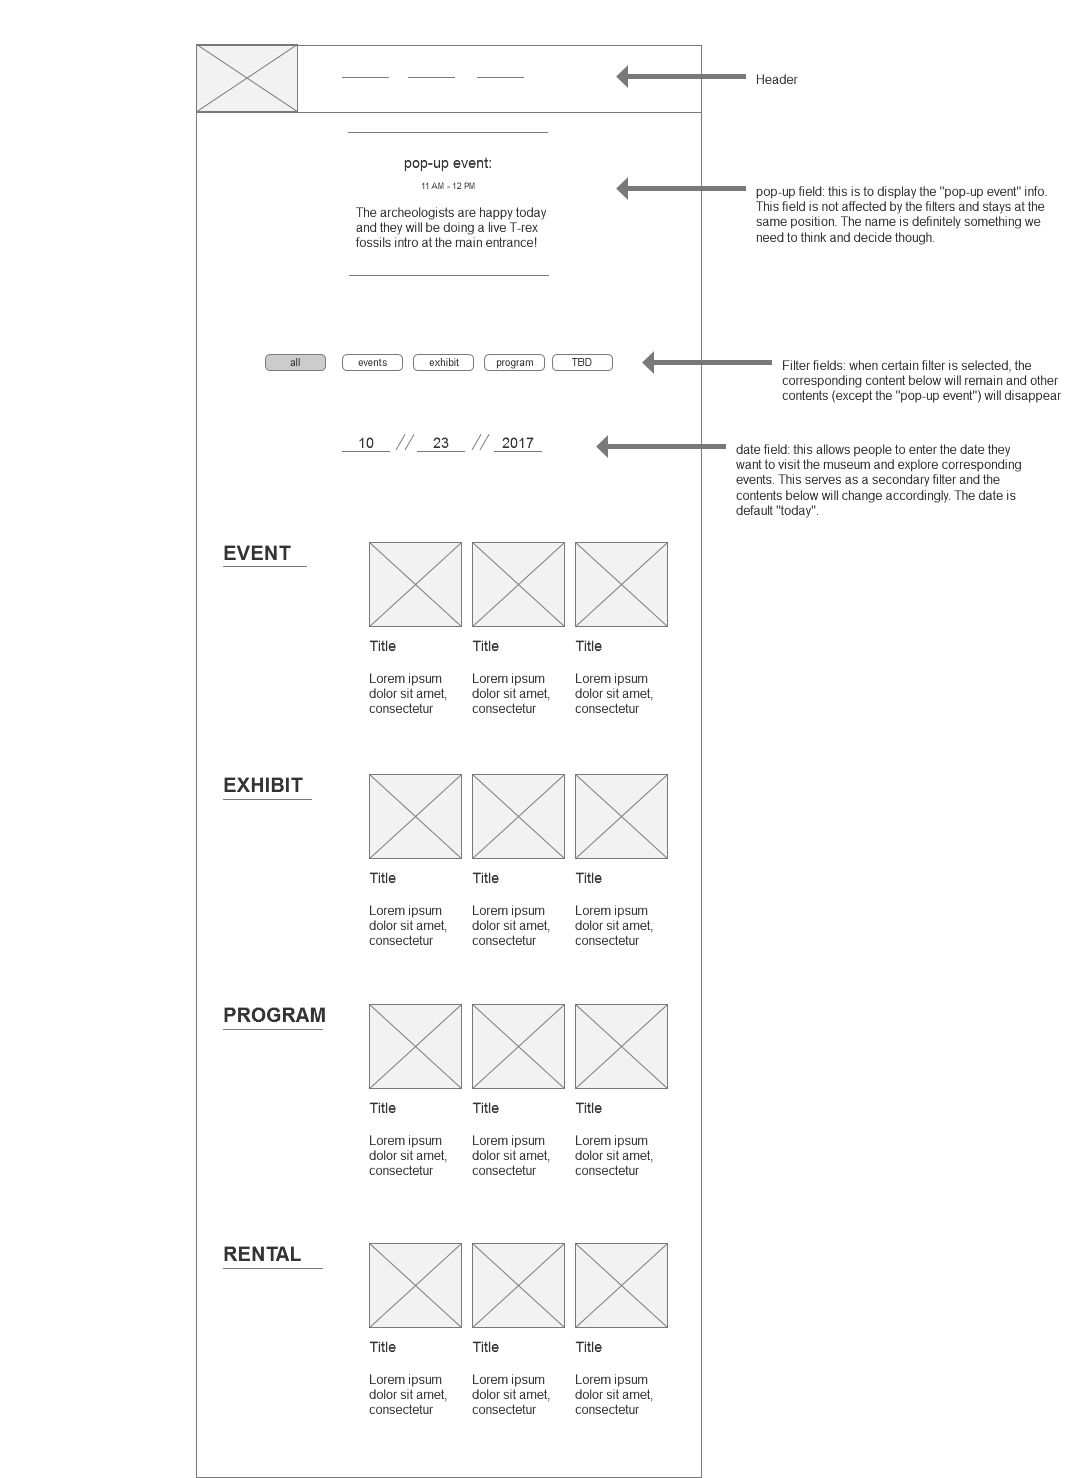 Header
pop-up event:
11 AM - 12 PM
The archeologists are happy today
and they will be doing a live T-rex
fossils intro at the main entrance!
pop-up field: this is to display the "pop-up event" info.
This field is not affected by the filters and stays at the
same position. The name is definitely something we
need to think and decide though.
all events exhibit program TBD
Filter fields: when certain filter is selected, the
corresponding content below will remain and other
contents (except the "pop-up event") will disappear
10 // 23 // 2017
date field: this allows people to enter the date they
want to visit the museum and explore corresponding
events. This serves as a secondary filter and the
contents below will change accordingly. The date is
default "today".
EVENT
Title Title Title
Lorem ipsum Lorem ipsum Lorem ipsum
dolor sit amet, dolor sit amet, dolor sit amet,
consectetur consectetur consectetur
EXHIBIT
Title Title Title
Lorem ipsum Lorem ipsum Lorem ipsum
dolor sit amet, dolor sit amet, dolor sit amet,
consectetur consectetur consectetur
PROGRAM
Title Title Title
Lorem ipsum Lorem ipsum Lorem ipsum
dolor sit amet, dolor sit amet, dolor sit amet,
consectetur consectetur consectetur
RENTAL
Title Title Title
Lorem ipsum Lorem ipsum Lorem ipsum
dolor sit amet, dolor sit amet, dolor sit amet,
consectetur consectetur consectetur